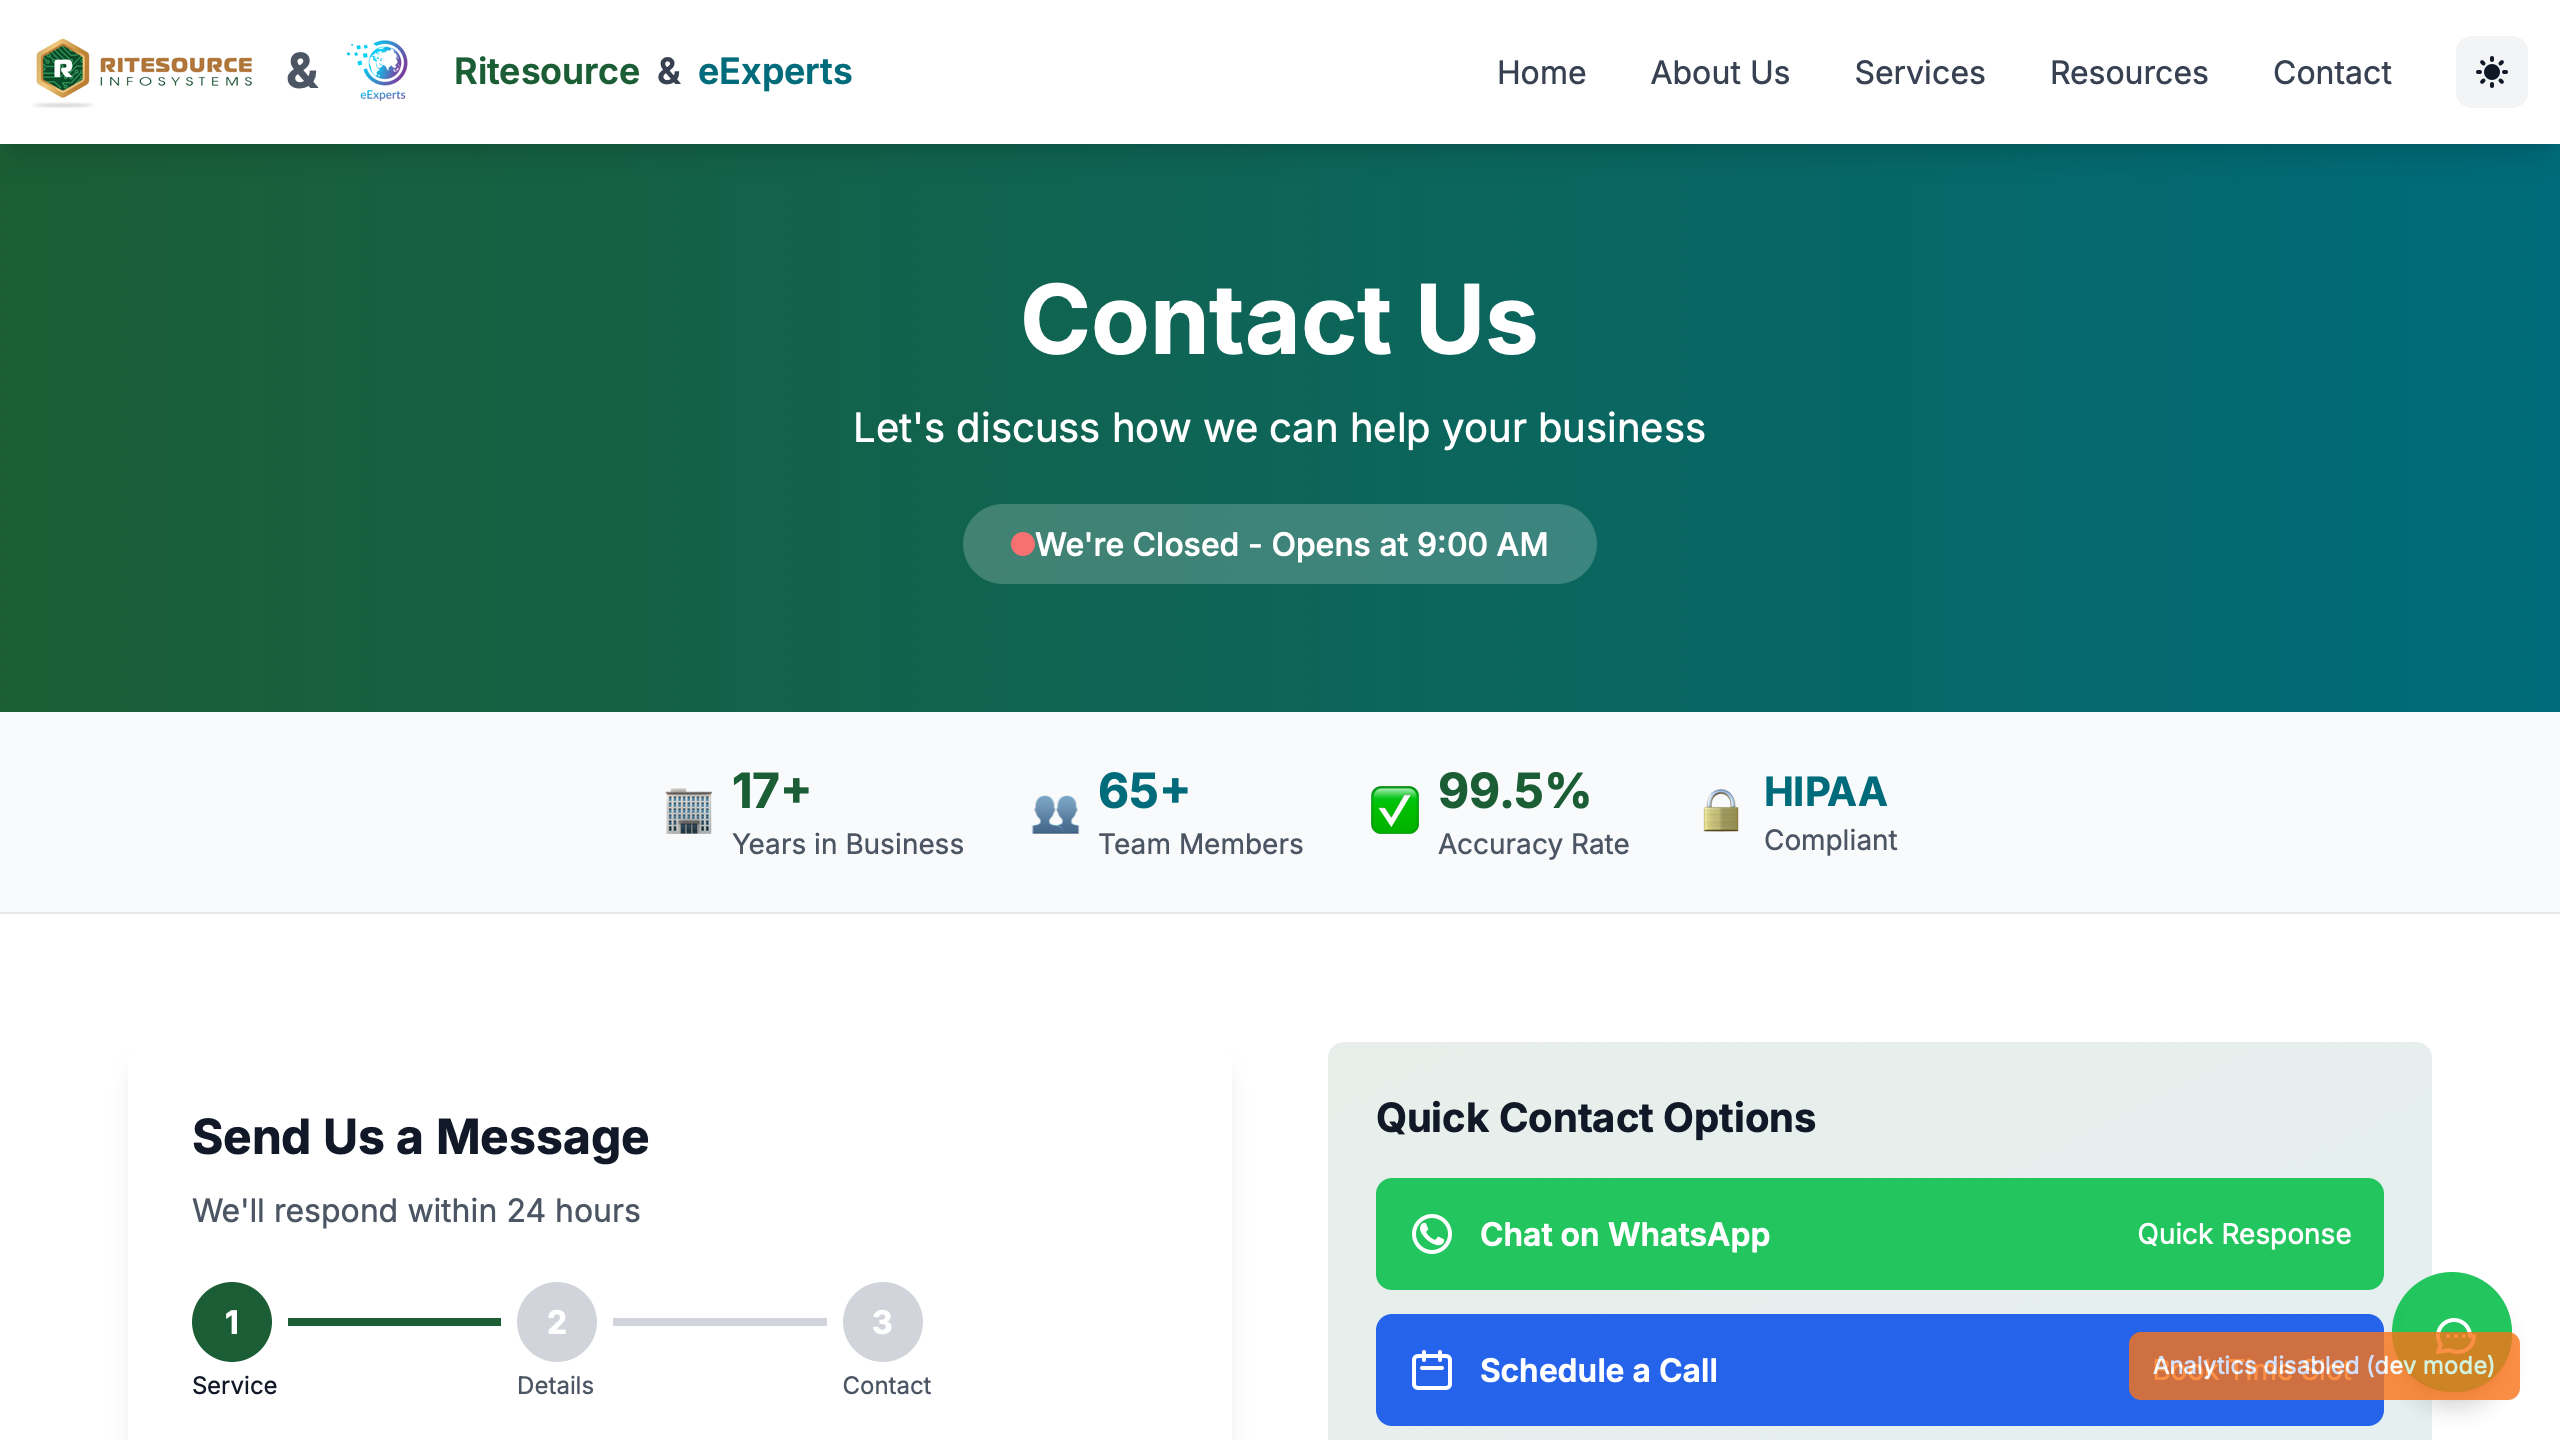 RITESOURCE
INFOSYSTEMS
&
eExperts
Ritesource & eExperts
Home
About Us
Services
Resources
Contact
Contact Us
Let's discuss how we can help your business
We're Closed - Opens at 9:00 AM
17+
Years in Business
65+
Team Members
99.5%
Accuracy Rate
HIPAA
Compliant
Send Us a Message
We'll respond within 24 hours
1
2
3
Service
Details
Contact
Quick Contact Options
Chat on WhatsApp
Quick Response
Schedule a Call
Book Time Slot
Analytics disabled (dev mode)